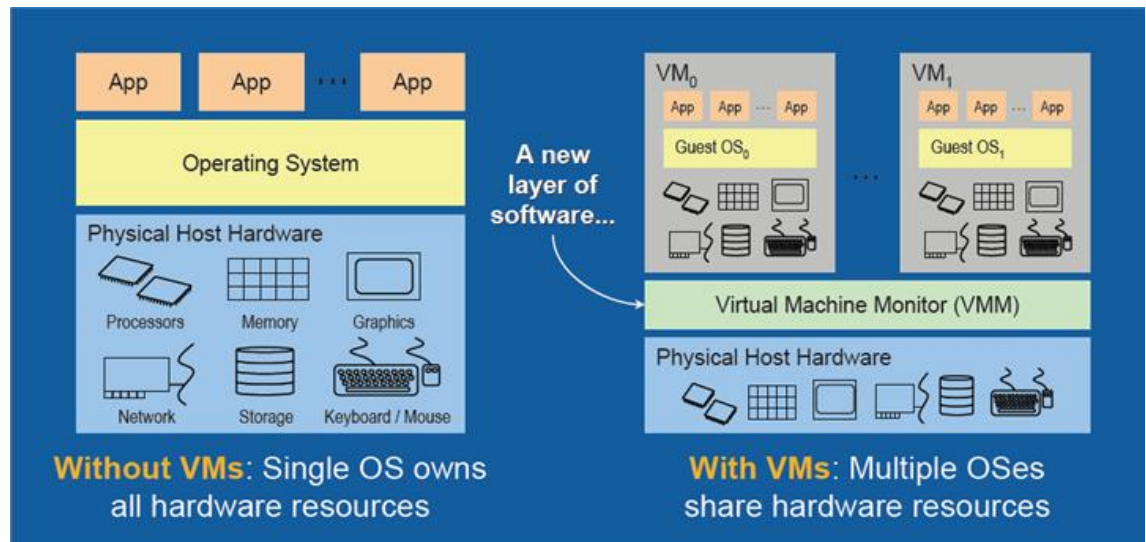 App App ... App
Operating System
Physical Host Hardware
Processors Memory Graphics
Network Storage Keyboard / Mouse
Without VMs: Single OS owns
all hardware resources
A new
layer of
software...
VM0
App App ... App
Guest OS0
...
VM1
App App ... App
Guest OS1
Virtual Machine Monitor (VMM)
Physical Host Hardware
With VMs: Multiple OSes
share hardware resources